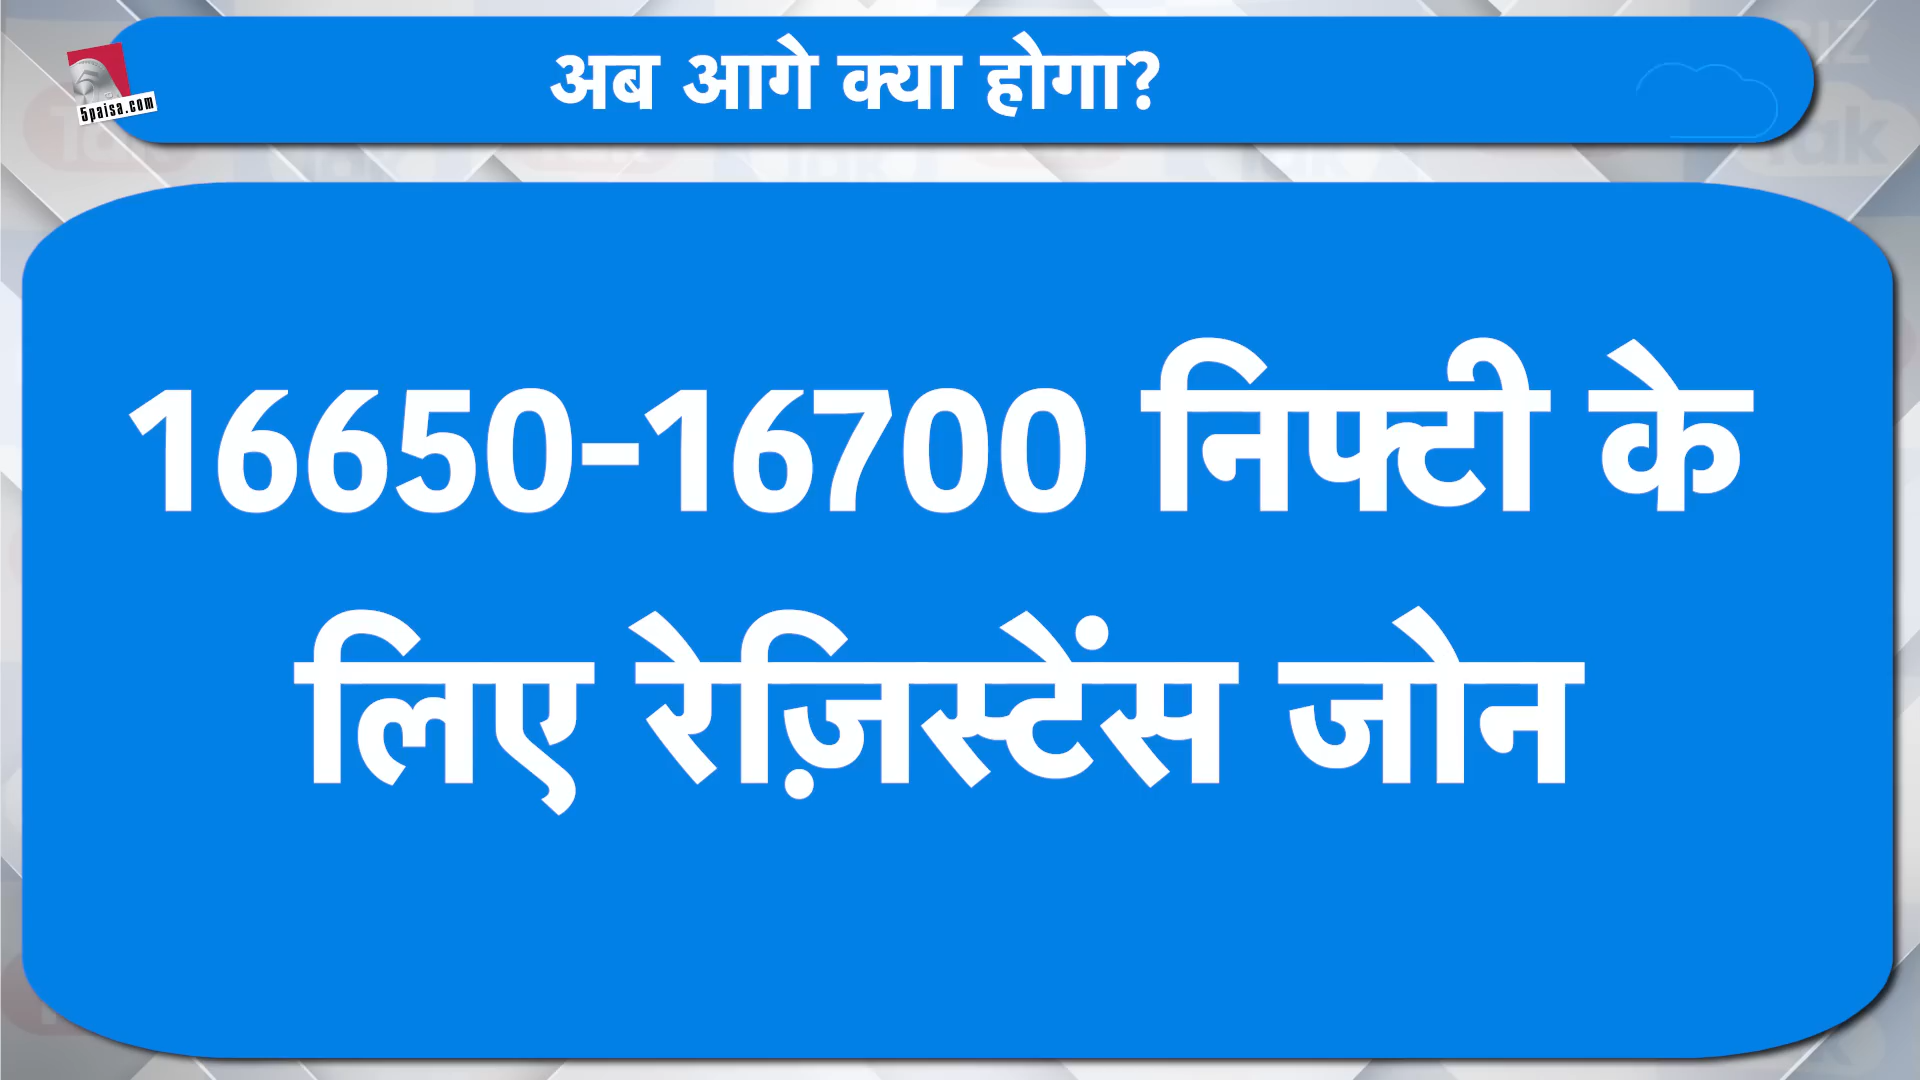 अब आगे क्या होगा?
5paisa.com
16650-16700 निफ्टी के
लिए रेज़िस्टेंस जोन